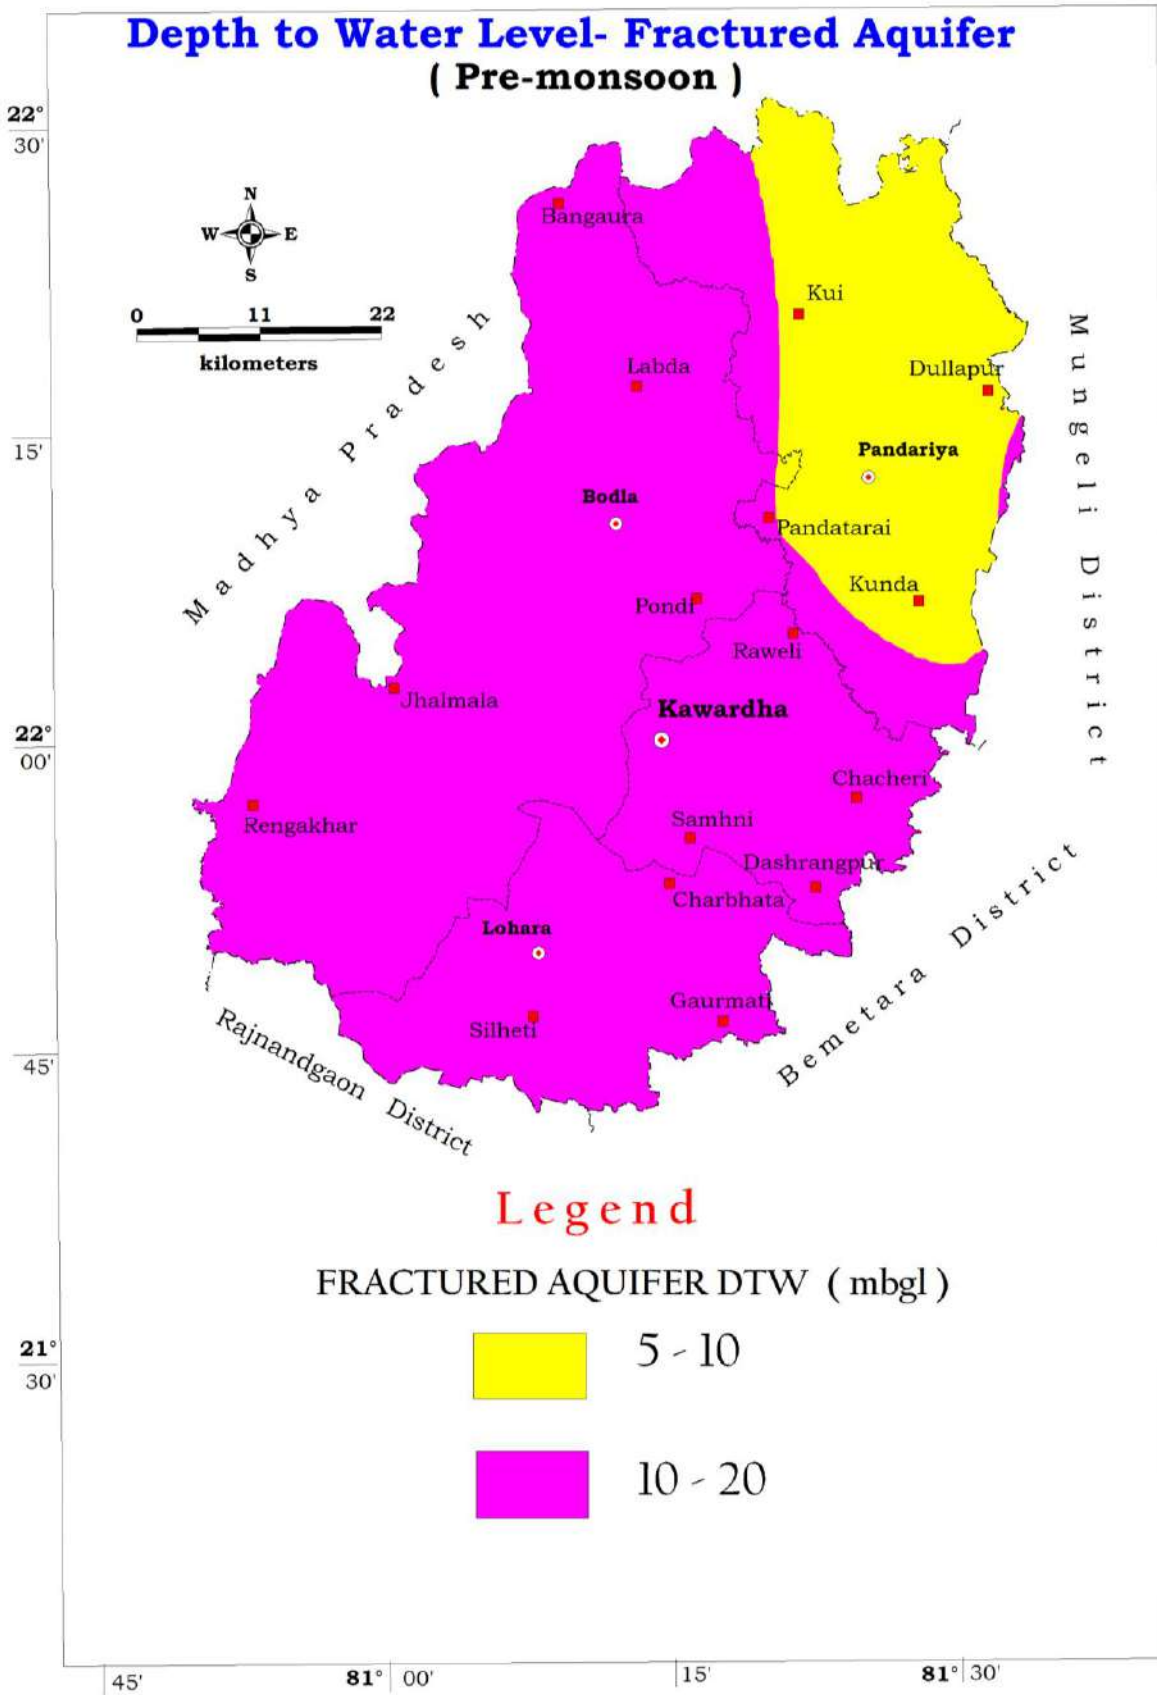 Depth to Water Level- Fractured Aquifer
( Pre-monsoon )
22°
30'
N
W E
S
0 11 22
kilometers
Bangaura
Kui
Labda
Dullapur
Madhya Pradesh
Mungeli District
15'
Pandariya
Bodla
Pandatarai
Kunda
Pondi
Raweli
Jhalmala
Kawardha
22°
00'
Chacheri
Rengakhar
Samhni
Dashrangpur
Charbhata
Lohara
Bemetara District
Gaurmati
Silheti
Rajnandgaon District
45'
Legend
FRACTURED AQUIFER DTW ( mbgl )
5 - 10
21°
30'
10 - 20
45' 81° 00' 15' 81° 30'